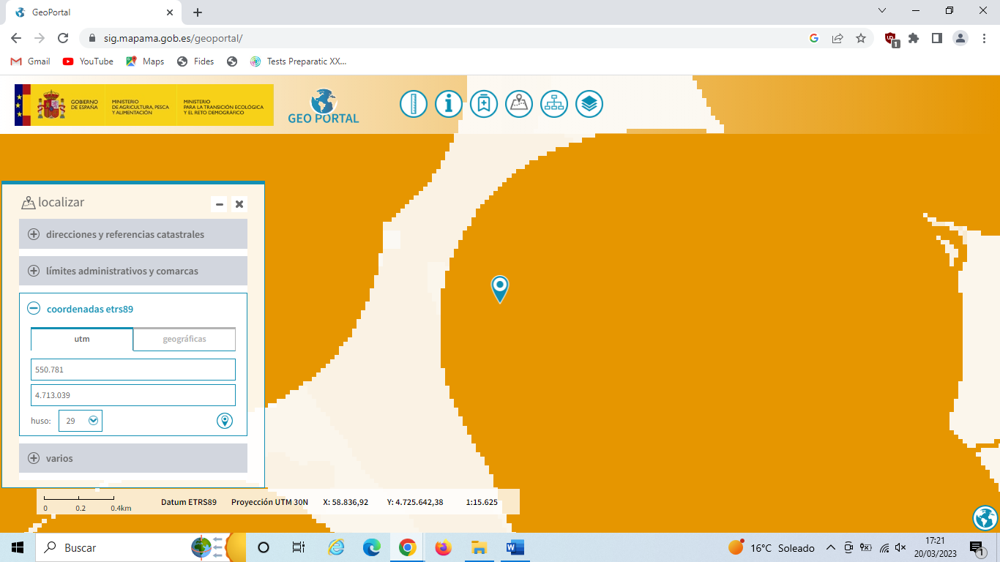 GeoPortal
sig.mapama.gob.es/geoportal/
1
Gmail
YouTube
Maps
Fides
Tests Preparatic XX...
GOBIERNO
DE ESPAÑA
MINISTERIO
DE AGRICULTURA, PESCA
Y ALIMENTACIÓN
MINISTERIO
PARA LA TRANSICIÓN ECOLÓGICA
Y EL RETO DEMOGRÁFICO
GEO PORTAL
localizar
direcciones y referencias catastrales
límites administrativos y comarcas
coordenadas etrs89
utm
geográficas
550.781
4.713.039
huso: 29
varios
0 0.2 0.4km
Datum ETRS89 Proyección UTM 30N X: 58.836,92 Y: 4.725.642,38 1:15.625
Buscar
16°C Soleado
17:21
20/03/2023
1